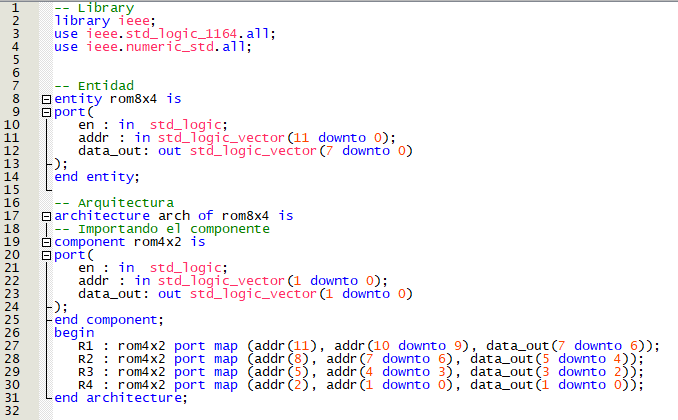 1 -- Library
2 library ieee;
3 use ieee.std_logic_1164.all;
4 use ieee.numeric_std.all;
5
6
7 -- Entidad
8 entity rom8x4 is
9 port(
10 en : in  std_logic;
11 addr : in std_logic_vector(11 downto 0);
12 data_out: out std_logic_vector(7 downto 0)
13 );
14 end entity;
15
16 -- Arquitectura
17 architecture arch of rom8x4 is
18 -- Importando el componente
19 component rom4x2 is
20 port(
21 en : in  std_logic;
22 addr : in std_logic_vector(1 downto 0);
23 data_out: out std_logic_vector(1 downto 0)
24 );
25 end component;
26 begin
27 R1 : rom4x2 port map (addr(11), addr(10 downto 9), data_out(7 downto 6));
28 R2 : rom4x2 port map (addr(8), addr(7 downto 6), data_out(5 downto 4));
29 R3 : rom4x2 port map (addr(5), addr(4 downto 3), data_out(3 downto 2));
30 R4 : rom4x2 port map (addr(2), addr(1 downto 0), data_out(1 downto 0));
31 end architecture;
32